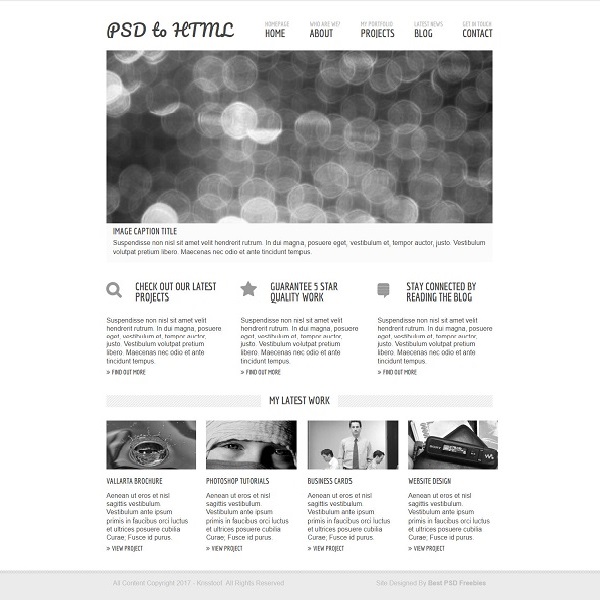 PSD to HTML
HOMEPAGE
HOME
WHO ARE WE?
ABOUT
MY PORTFOLIO
PROJECTS
LATEST NEWS
BLOG
GET IN TOUCH
CONTACT
IMAGE CAPTION TITLE
Suspendisse non nisl sit amet velit hendrerit rutrum. In dui magna, posuere eget, vestibulum et, tempor auctor, justo. Vestibulum
volutpat pretium libero. Maecenas nec odio et ante tincidunt tempus.
CHECK OUT OUR LATEST
PROJECTS
Suspendisse non nisl sit amet velit
hendrerit rutrum. In dui magna, posuere
eget, vestibulum et, tempor auctor,
justo. Vestibulum volutpat pretium
libero. Maecenas nec odio et ante
tincidunt tempus.
» FIND OUT MORE
GUARANTEE 5 STAR
QUALITY WORK
Suspendisse non nisl sit amet velit
hendrerit rutrum. In dui magna, posuere
eget, vestibulum et, tempor auctor,
justo. Vestibulum volutpat pretium
libero. Maecenas nec odio et ante
tincidunt tempus.
» FIND OUT MORE
STAY CONNECTED BY
READING THE BLOG
Suspendisse non nisl sit amet velit
hendrerit rutrum. In dui magna, posuere
eget, vestibulum et, tempor auctor,
justo. Vestibulum volutpat pretium
libero. Maecenas nec odio et ante
tincidunt tempus.
» FIND OUT MORE
MY LATEST WORK
VALLARTA BROCHURE
Aenean ut eros et nisl
sagittis vestibulum.
Vestibulum ante ipsum
primis in faucibus orci luctus
et ultrices posuere cubilia
Curae; Fusce id purus.
» VIEW PROJECT
PHOTOSHOP TUTORIALS
Aenean ut eros et nisl
sagittis vestibulum.
Vestibulum ante ipsum
primis in faucibus orci luctus
et ultrices posuere cubilia
Curae; Fusce id purus.
» VIEW PROJECT
BUSINESS CARDS
Aenean ut eros et nisl
sagittis vestibulum.
Vestibulum ante ipsum
primis in faucibus orci luctus
et ultrices posuere cubilia
Curae; Fusce id purus.
» VIEW PROJECT
WEBSITE DESIGN
Aenean ut eros et nisl
sagittis vestibulum.
Vestibulum ante ipsum
primis in faucibus orci luctus
et ultrices posuere cubilia
Curae; Fusce id purus.
» VIEW PROJECT
All Content Copyright 2017 - All Rights Reserved
Site Designed By Best PSD Freebies